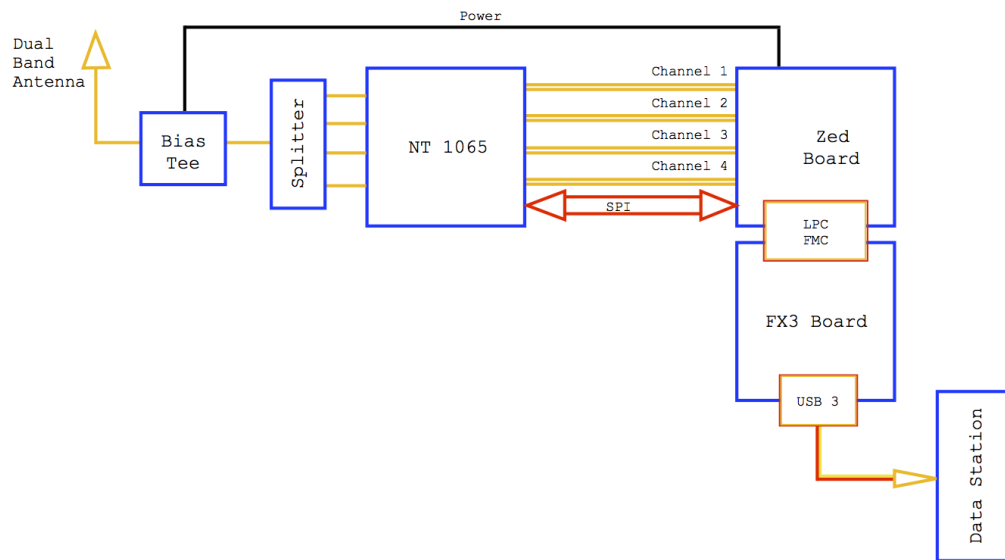 Power
Dual
Band
Antenna
Bias
Tee
Splitter
NT 1065
Channel 1
Channel 2
Channel 3
Channel 4
SPI
Zed
Board
LPC
FMC
FX3 Board
USB 3
Data Station